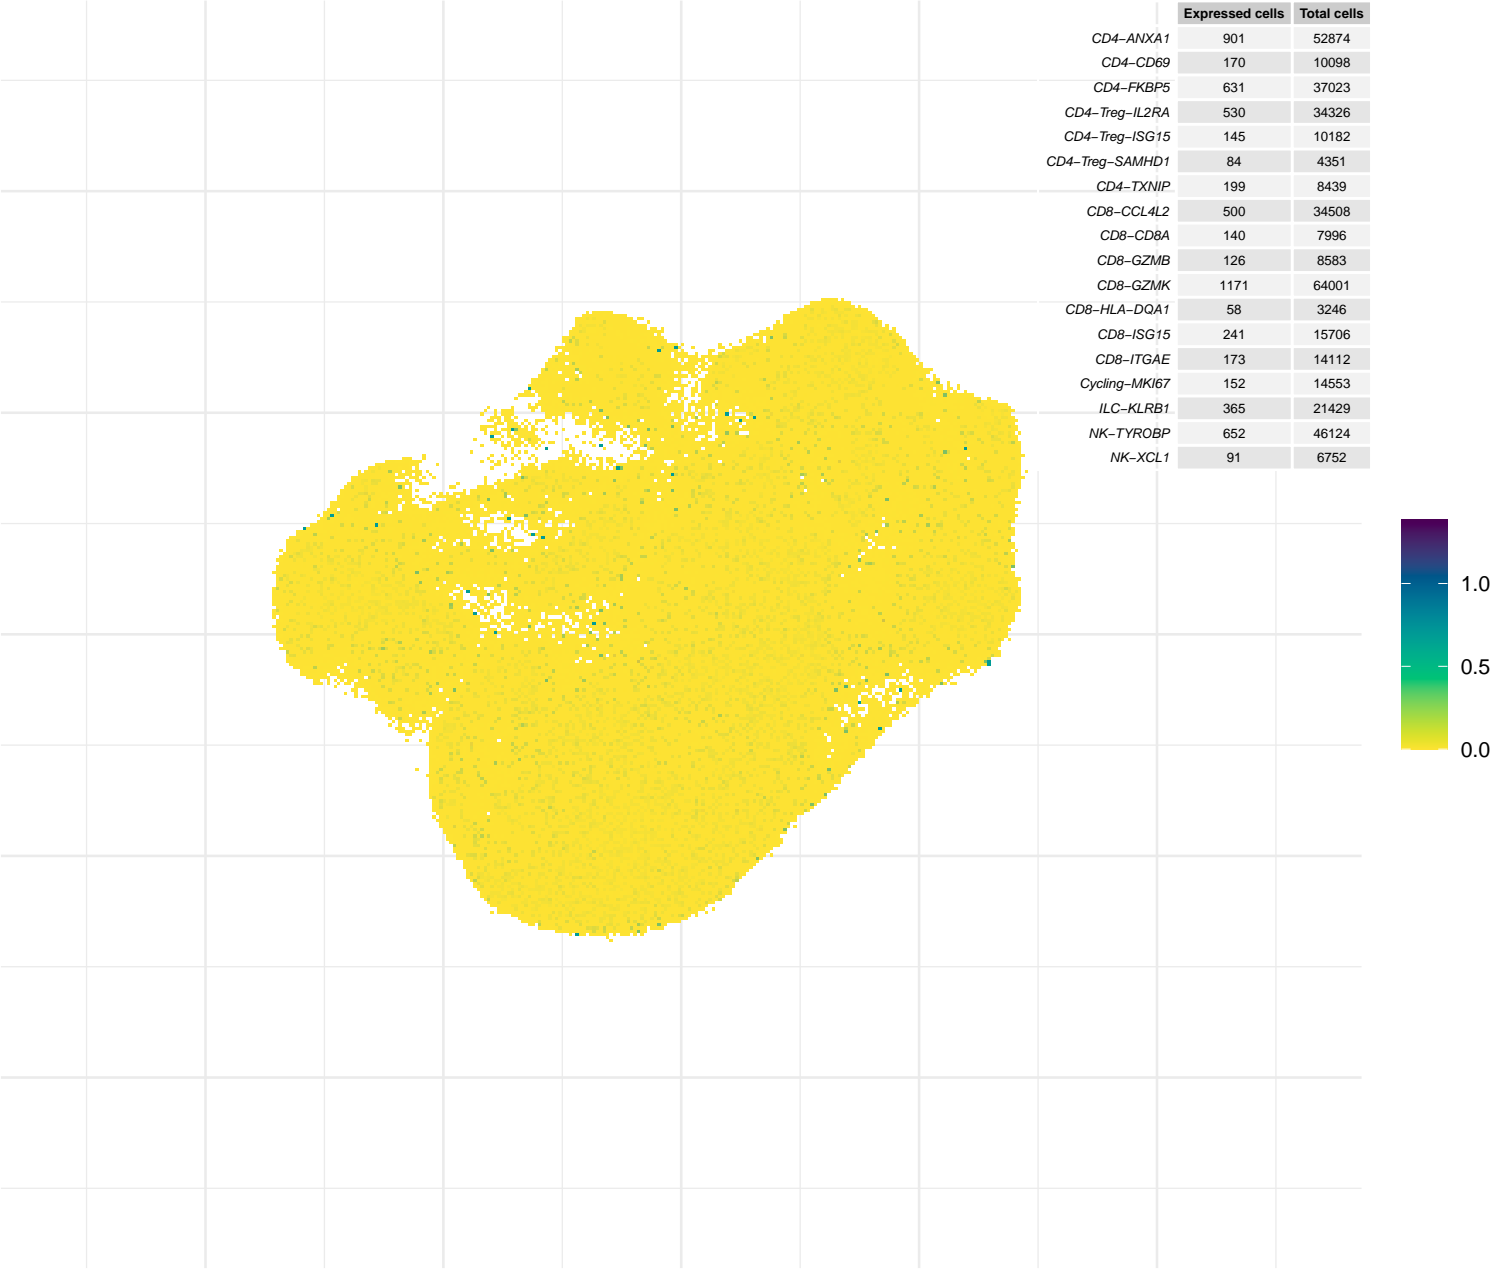 Expressed cells Total cells
CD4−ANXA1 901 52874
CD4−CD69 170 10098
CD4−FKBP5 631 37023
CD4−Treg−IL2RA 530 34326
CD4−Treg−ISG15 145 10182
CD4−Treg−SAMHD1 84 4351
CD4−TXNIP 199 8439
CD8−CCL4L2 500 34508
CD8−CD8A 140 7996
CD8−GZMB 126 8583
CD8−GZMK 1171 64001
CD8−HLA−DQA1 58 3246
CD8−ISG15 241 15706
CD8−ITGAE 173 14112
Cycling−MKI67 152 14553
ILC−KLRB1 365 21429
NK−TYROBP 652 46124
NK−XCL1 91 6752
1.0
0.5
0.0